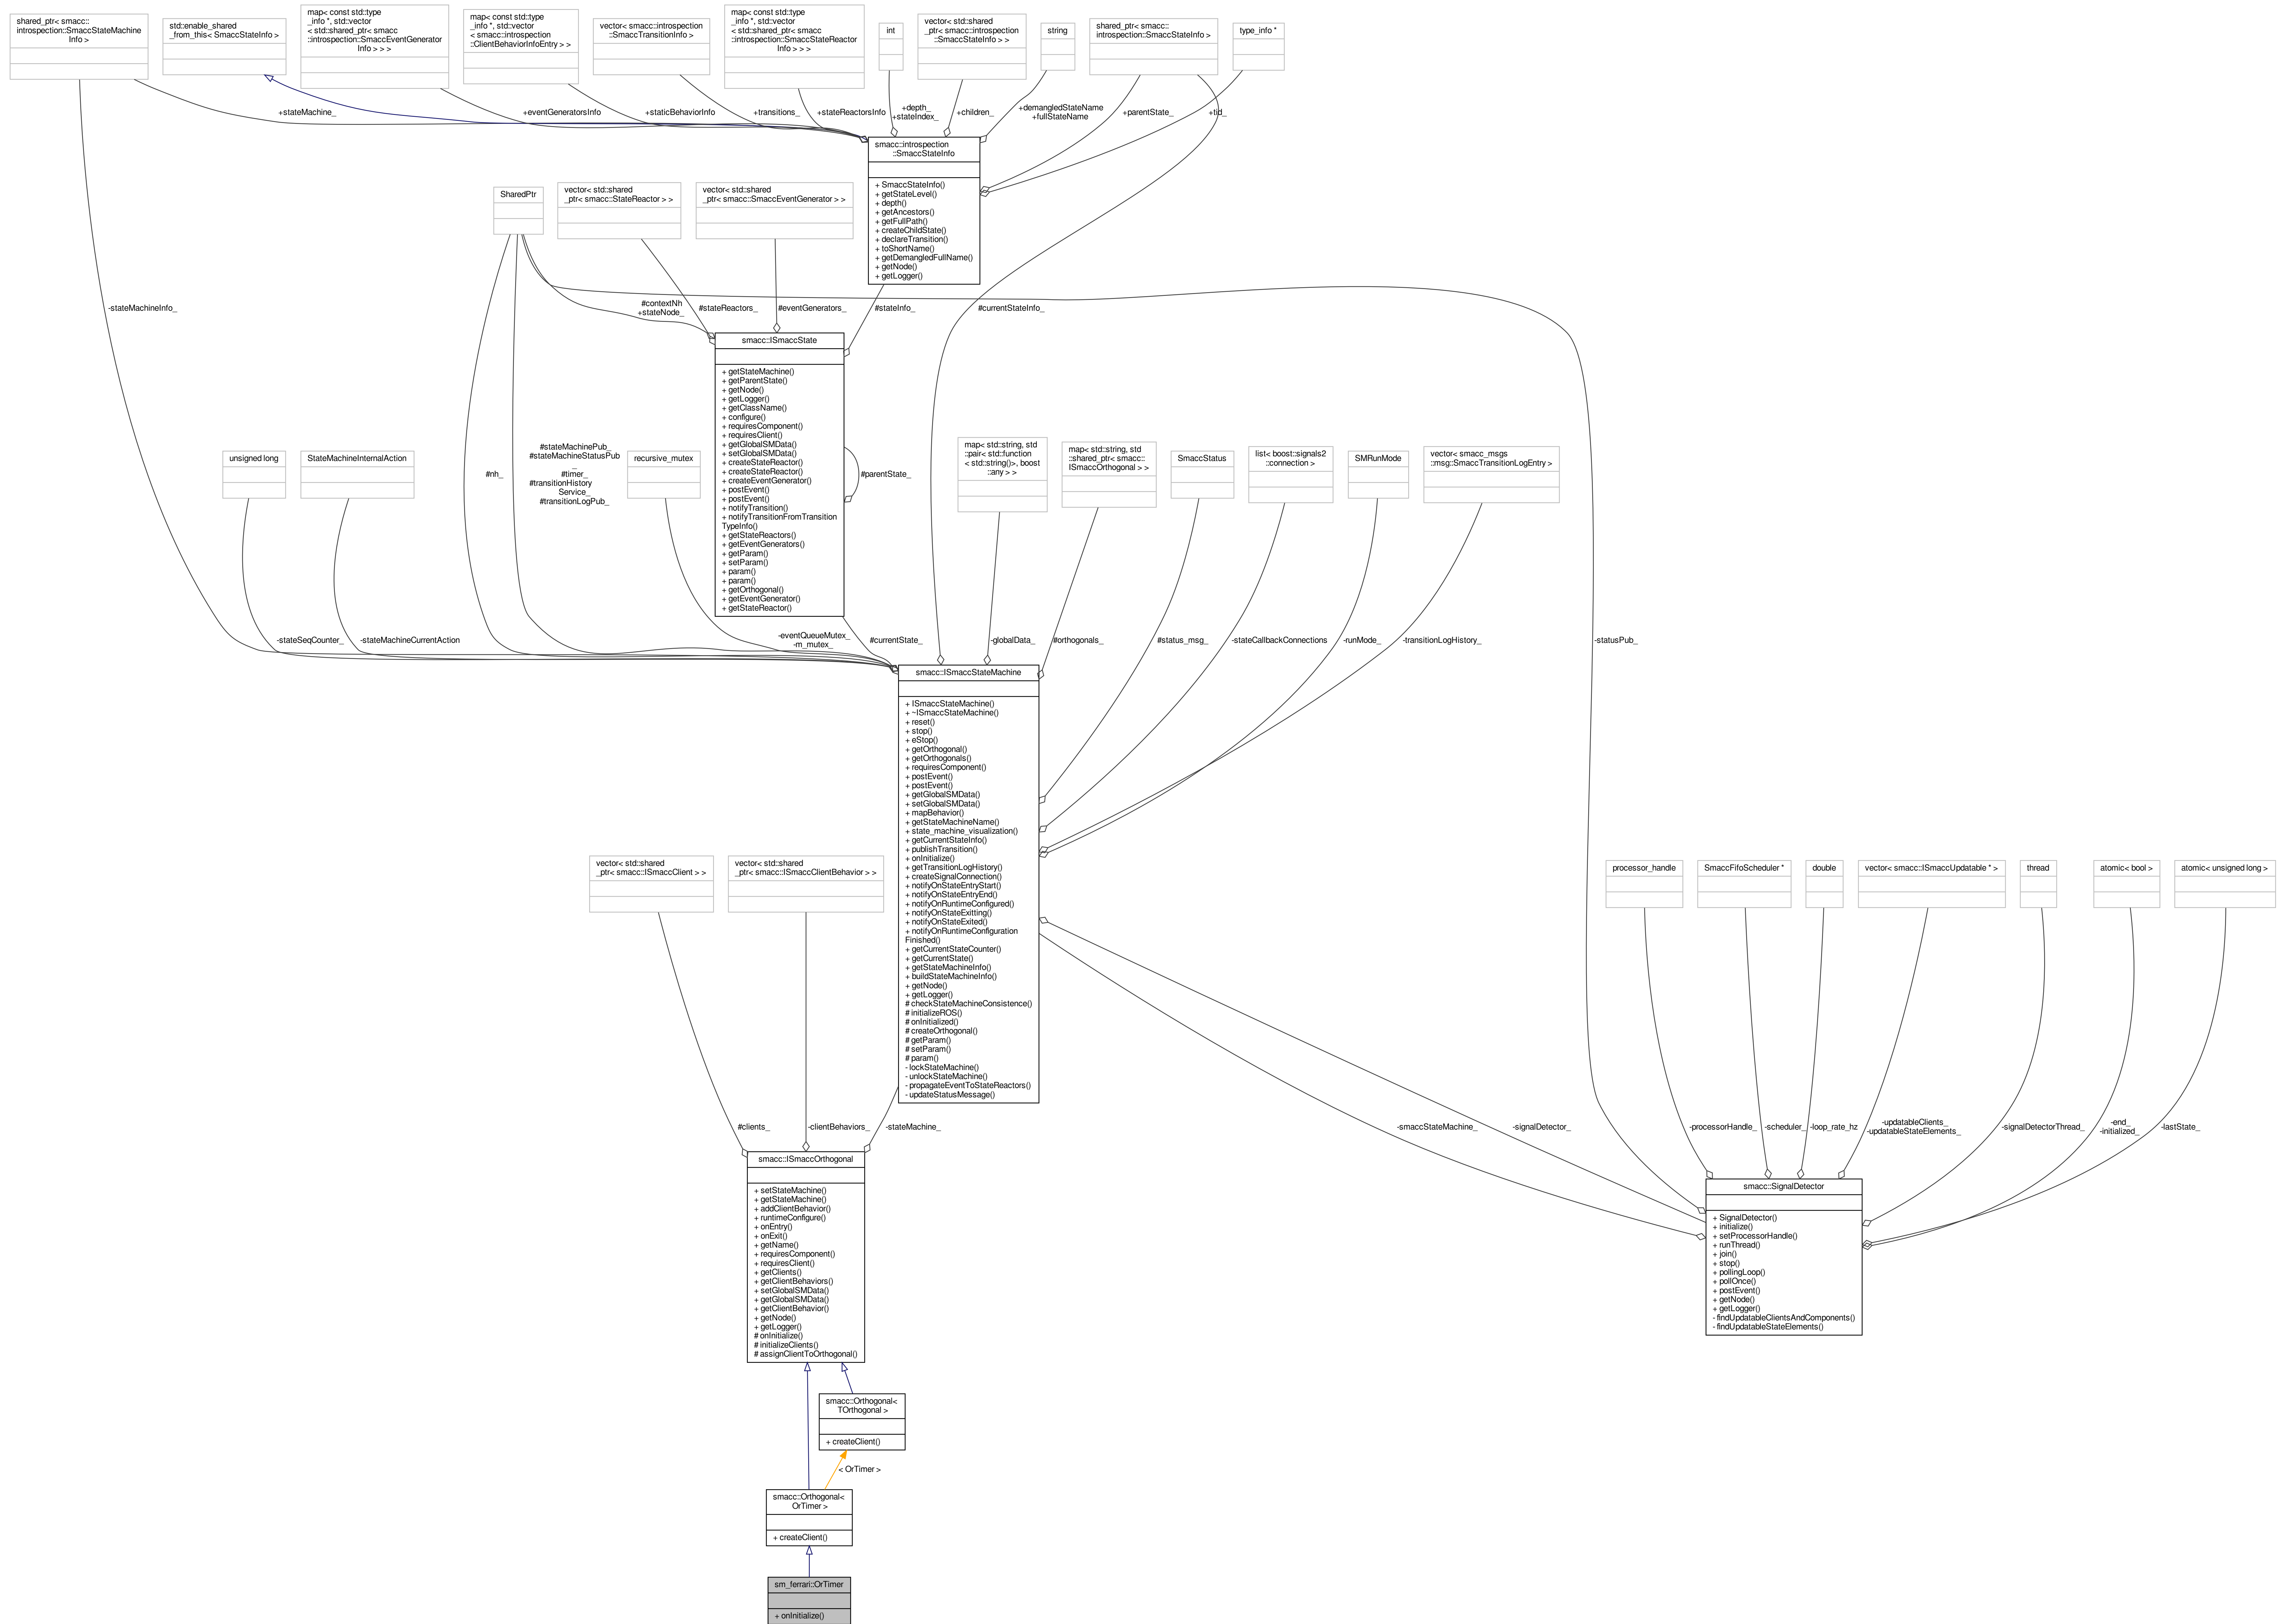 shared_ptr< smacc::
introspection::SmaccStateMachine
Info >
std::enable_shared
_from_this< SmaccStateInfo >
map< const std::type
_info *, std::vector
< std::shared_ptr< smacc
::introspection::SmaccEventGenerator
Info > > >
map< const std::type
_info *, std::vector
< smacc::introspection
::ClientBehaviorInfoEntry > >
vector< smacc::introspection
::SmaccTransitionInfo >
map< const std::type
_info *, std::vector
< std::shared_ptr< smacc
::introspection::SmaccStateReactor
Info > > >
int
vector< std::shared
_ptr< smacc::introspection
::SmaccStateInfo > >
string
shared_ptr< smacc::
introspection::SmaccStateInfo >
type_info *
+stateMachine_
+eventGeneratorsInfo
+staticBehaviorInfo
+transitions_
+stateReactorsInfo
+depth_
+stateIndex_
+children_
+demangledStateName
+fullStateName
+parentState_
+tid_
smacc::introspection
::SmaccStateInfo
+ SmaccStateInfo()
+ getStateLevel()
+ depth()
+ getAncestors()
+ getFullPath()
+ createChildState()
+ declareTransition()
+ toShortName()
+ getDemangledFullName()
+ getNode()
+ getLogger()
SharedPtr
vector< std::shared
_ptr< smacc::StateReactor > >
vector< std::shared
_ptr< smacc::SmaccEventGenerator > >
-stateMachineInfo_
#contextNh
+stateNode_
#stateReactors_
#eventGenerators_
#stateInfo_
#currentStateInfo_
smacc::ISmaccState
+ getStateMachine()
+ getParentState()
+ getNode()
+ getLogger()
+ getClassName()
+ configure()
+ requiresComponent()
+ requiresClient()
+ getGlobalSMData()
+ setGlobalSMData()
+ createStateReactor()
+ createStateReactor()
+ createEventGenerator()
+ postEvent()
+ postEvent()
+ notifyTransition()
+ notifyTransitionFromTransition
TypeInfo()
+ getStateReactors()
+ getEventGenerators()
+ getParam()
+ setParam()
+ param()
+ param()
+ getOrthogonal()
+ getEventGenerator()
+ getStateReactor()
#parentState_
unsigned long
StateMachineInternalAction
#nh_
#stateMachinePub_
#stateMachineStatusPub
_
#timer_
#transitionHistory
Service_
#transitionLogPub_
recursive_mutex
map< std::string, std
::pair< std::function
< std::string()>, boost
::any > >
map< std::string, std
::shared_ptr< smacc::
ISmaccOrthogonal > >
SmaccStatus
list< boost::signals2
::connection >
SMRunMode
vector< smacc_msgs
::msg::SmaccTransitionLogEntry >
-stateSeqCounter_
-stateMachineCurrentAction
-eventQueueMutex_
-m_mutex_
#currentState_
-globalData_
#orthogonals_
#status_msg_
-stateCallbackConnections
-runMode_
-transitionLogHistory_
-statusPub_
smacc::ISmaccStateMachine
+ ISmaccStateMachine()
+ ~ISmaccStateMachine()
+ reset()
+ stop()
+ eStop()
+ getOrthogonal()
+ getOrthogonals()
+ requiresComponent()
+ postEvent()
+ postEvent()
+ getGlobalSMData()
+ setGlobalSMData()
+ mapBehavior()
+ getStateMachineName()
+ state_machine_visualization()
+ getCurrentStateInfo()
+ publishTransition()
+ onInitialize()
+ getTransitionLogHistory()
+ createSignalConnection()
+ notifyOnStateEntryStart()
+ notifyOnStateEntryEnd()
+ notifyOnRuntimeConfigured()
+ notifyOnStateExitting()
+ notifyOnStateExited()
+ notifyOnRuntimeConfiguration
Finished()
+ getCurrentStateCounter()
+ getCurrentState()
+ getStateMachineInfo()
+ buildStateMachineInfo()
+ getNode()
+ getLogger()
# checkStateMachineConsistence()
# initializeROS()
# onInitialized()
# createOrthogonal()
# getParam()
# setParam()
# param()
- lockStateMachine()
- unlockStateMachine()
- propagateEventToStateReactors()
- updateStatusMessage()
vector< std::shared
_ptr< smacc::ISmaccClient > >
vector< std::shared
_ptr< smacc::ISmaccClientBehavior > >
processor_handle
SmaccFifoScheduler *
double
vector< smacc::ISmaccUpdatable * >
thread
atomic< bool >
atomic< unsigned long >
#clients_
-clientBehaviors_
-stateMachine_
-smaccStateMachine_
-signalDetector_
-processorHandle_
-scheduler_
-loop_rate_hz
-updatableClients_
-updatableStateElements_
-signalDetectorThread_
-end_
-initialized_
-lastState_
smacc::ISmaccOrthogonal
+ setStateMachine()
+ getStateMachine()
+ addClientBehavior()
+ runtimeConfigure()
+ onEntry()
+ onExit()
+ getName()
+ requiresComponent()
+ requiresClient()
+ getClients()
+ getClientBehaviors()
+ setGlobalSMData()
+ getGlobalSMData()
+ getClientBehavior()
+ getNode()
+ getLogger()
# onInitialize()
# initializeClients()
# assignClientToOrthogonal()
smacc::SignalDetector
+ SignalDetector()
+ initialize()
+ setProcessorHandle()
+ runThread()
+ join()
+ stop()
+ pollingLoop()
+ pollOnce()
+ postEvent()
+ getNode()
+ getLogger()
- findUpdatableClientsAndComponents()
- findUpdatableStateElements()
smacc::Orthogonal<
TOrthogonal >
+ createClient()
< OrTimer >
smacc::Orthogonal<
OrTimer >
+ createClient()
sm_ferrari::OrTimer
+ onInitialize()